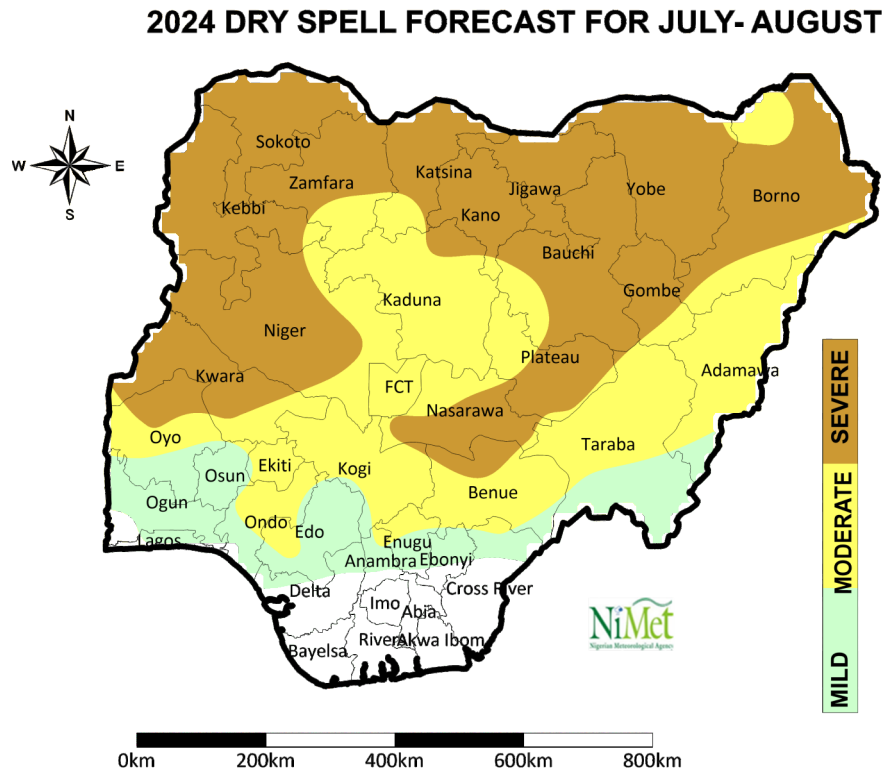 2024 DRY SPELL FORECAST FOR JULY- AUGUST
N
W
E
S
Sokoto
Zamfara
Katsina
Jigawa
Yobe
Borno
Kebbi
Kano
Bauchi
Gombe
Kaduna
Niger
Plateau
Kwara
FCT
Adamawa
Nasarawa
Oyo
Taraba
Ekiti
Kogi
Osun
Benue
Ogun
Ondo
Edo
Lagos
Enugu
Anambra
Ebonyi
Delta
Cross River
Imo
Abia
Rivers
Akwa Ibom
Bayelsa
SEVERE
MODERATE
MILD
NiMet
Nigerian Meteorological Agency
0km
200km
400km
600km
800km